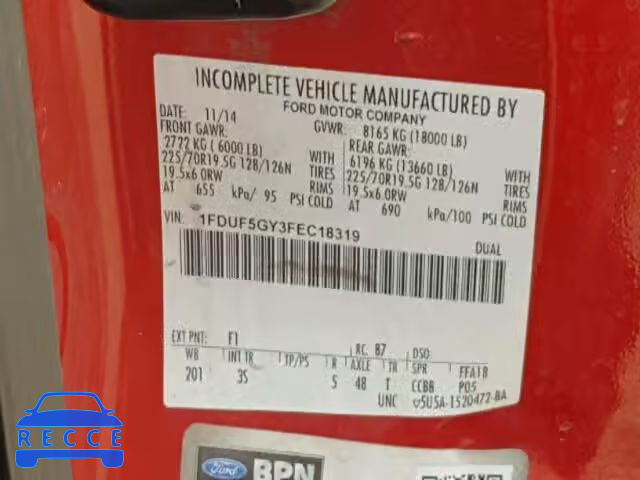 INCOMPLETE VEHICLE MANUFACTURED BY
FORD MOTOR COMPANY
DATE: 11/14 GVWR: 8165 KG (18000 LB)
FRONT GAWR: REAR GAWR:
2722 KG (6000 LB) WITH 6196 KG (13660 LB) WITH
225/70R19.5G 128/126N TIRES 225/70R19.5G 128/126N TIRES
19.5x6.0RW RIMS 19.5x6.0RW RIMS
AT 655 kPa/ 95 PSI COLD AT 690 kPa/100 PSI COLD
VIN: 1FDUF5GY3FEC18319
DUAL
EXT PNT: F1 RC: 87 DSO:
WB INT TR TP/PS R AXLE TR SPR FFA18
201 3S 5 48 T CCBB P05
UNC 5U5A-1520472-BA
Ford BPN
RECCE